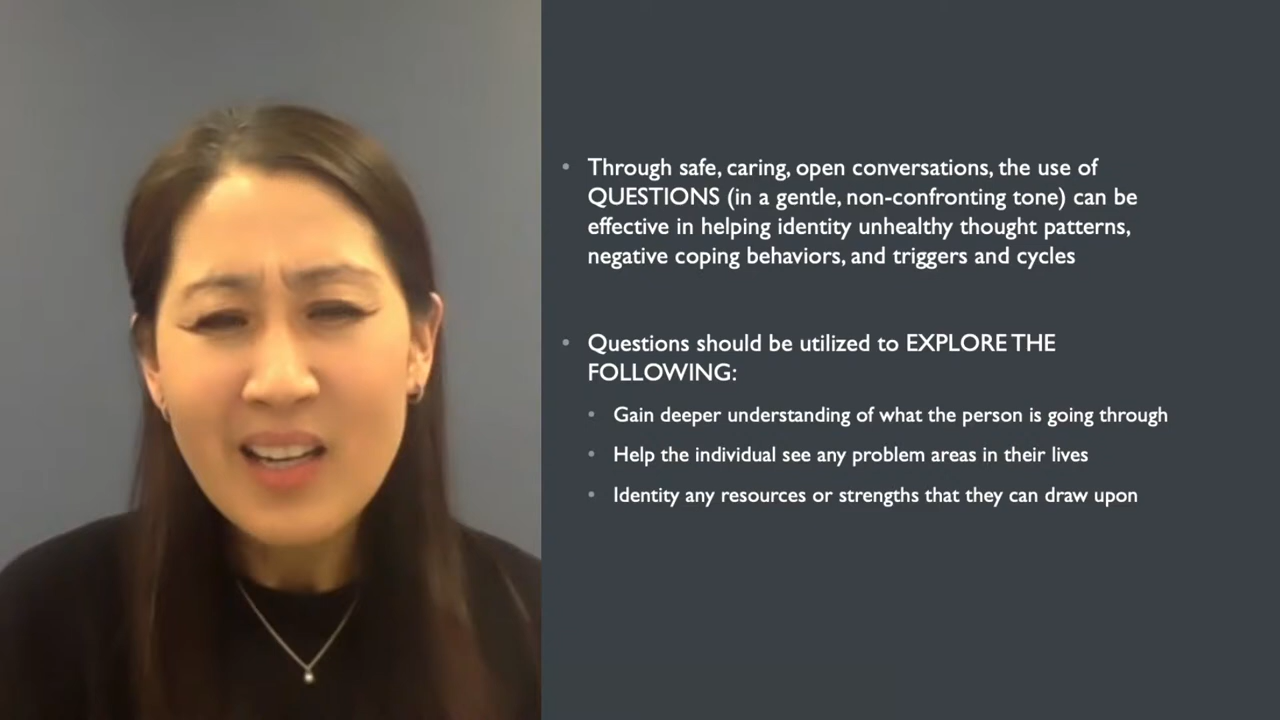 Through safe, caring, open conversations, the use of
QUESTIONS (in a gentle, non-confronting tone) can be
effective in helping identity unhealthy thought patterns,
negative coping behaviors, and triggers and cycles
Questions should be utilized to EXPLORE THE
FOLLOWING:
Gain deeper understanding of what the person is going through
Help the individual see any problem areas in their lives
Identity any resources or strengths that they can draw upon